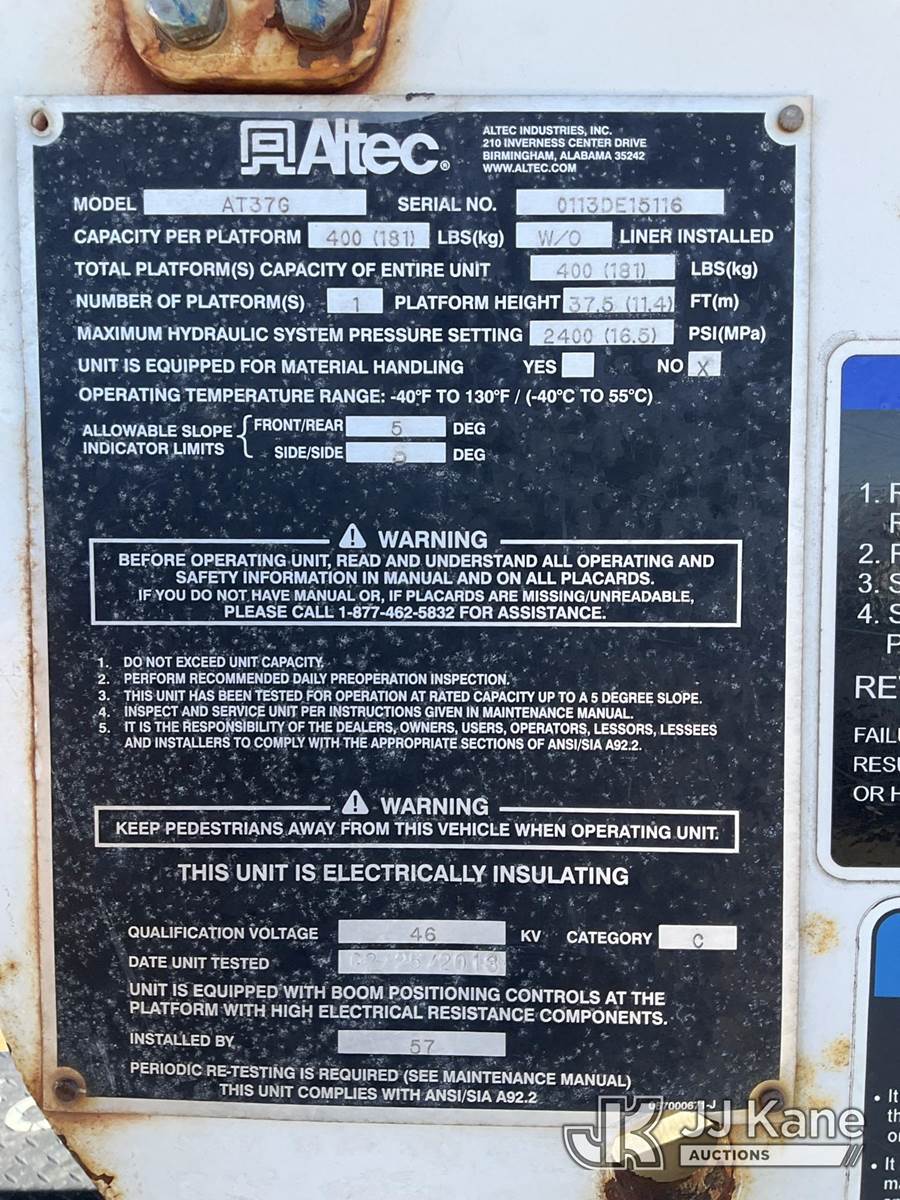 Altec®
ALTEC INDUSTRIES, INC.
210 INVERNESS CENTER DRIVE
BIRMINGHAM, ALABAMA 35242
WWW.ALTEC.COM
MODEL AT37G SERIAL NO. 0113DE15116
CAPACITY PER PLATFORM 400 (181) LBS(kg) W/O LINER INSTALLED
TOTAL PLATFORM(S) CAPACITY OF ENTIRE UNIT 400 (181) LBS(kg)
NUMBER OF PLATFORM(S) 1 PLATFORM HEIGHT 37.5 (11.4) FT(m)
MAXIMUM HYDRAULIC SYSTEM PRESSURE SETTING 2400 (16.5) PSI(MPa)
UNIT IS EQUIPPED FOR MATERIAL HANDLING YES NO X
OPERATING TEMPERATURE RANGE: -40°F TO 130°F / (-40°C TO 55°C)
ALLOWABLE SLOPE INDICATOR LIMITS
FRONT/REAR 5 DEG
SIDE/SIDE 5 DEG
WARNING
BEFORE OPERATING UNIT, READ AND UNDERSTAND ALL OPERATING AND
SAFETY INFORMATION IN MANUAL AND ON ALL PLACARDS.
IF YOU DO NOT HAVE MANUAL OR, IF PLACARDS ARE MISSING/UNREADABLE,
PLEASE CALL 1-877-462-5832 FOR ASSISTANCE.
1. DO NOT EXCEED UNIT CAPACITY.
2. PERFORM RECOMMENDED DAILY PREOPERATION INSPECTION.
3. THIS UNIT HAS BEEN TESTED FOR OPERATION AT RATED CAPACITY UP TO A 5 DEGREE SLOPE.
4. INSPECT AND SERVICE UNIT PER INSTRUCTIONS GIVEN IN MAINTENANCE MANUAL.
5. IT IS THE RESPONSIBILITY OF THE DEALERS, OWNERS, USERS, OPERATORS, LESSORS, LESSEES
AND INSTALLERS TO COMPLY WITH THE APPROPRIATE SECTIONS OF ANSI/SIA A92.2.
WARNING
KEEP PEDESTRIANS AWAY FROM THIS VEHICLE WHEN OPERATING UNIT.
THIS UNIT IS ELECTRICALLY INSULATING
QUALIFICATION VOLTAGE 46 KV CATEGORY C
DATE UNIT TESTED
UNIT IS EQUIPPED WITH BOOM POSITIONING CONTROLS AT THE
PLATFORM WITH HIGH ELECTRICAL RESISTANCE COMPONENTS.
INSTALLED BY 57
PERIODIC RE-TESTING IS REQUIRED (SEE MAINTENANCE MANUAL)
THIS UNIT COMPLIES WITH ANSI/SIA A92.2
JK JJ Kane
AUCTIONS
1. R
2.
3. S
4. S
P
RE
FAIL
RES
OR H
• It
th
• It